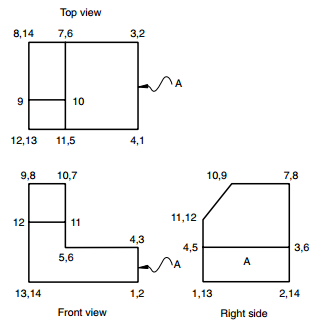 Top view
8,14 7,6 3,2
A
9 10
12,13 11,5 4,1
9,8 10,7 10,9 7,8
12 11 11,12
4,3 4,5 3,6
5,6 A A
13,14 1,2 1,13 2,14
Front view Right side